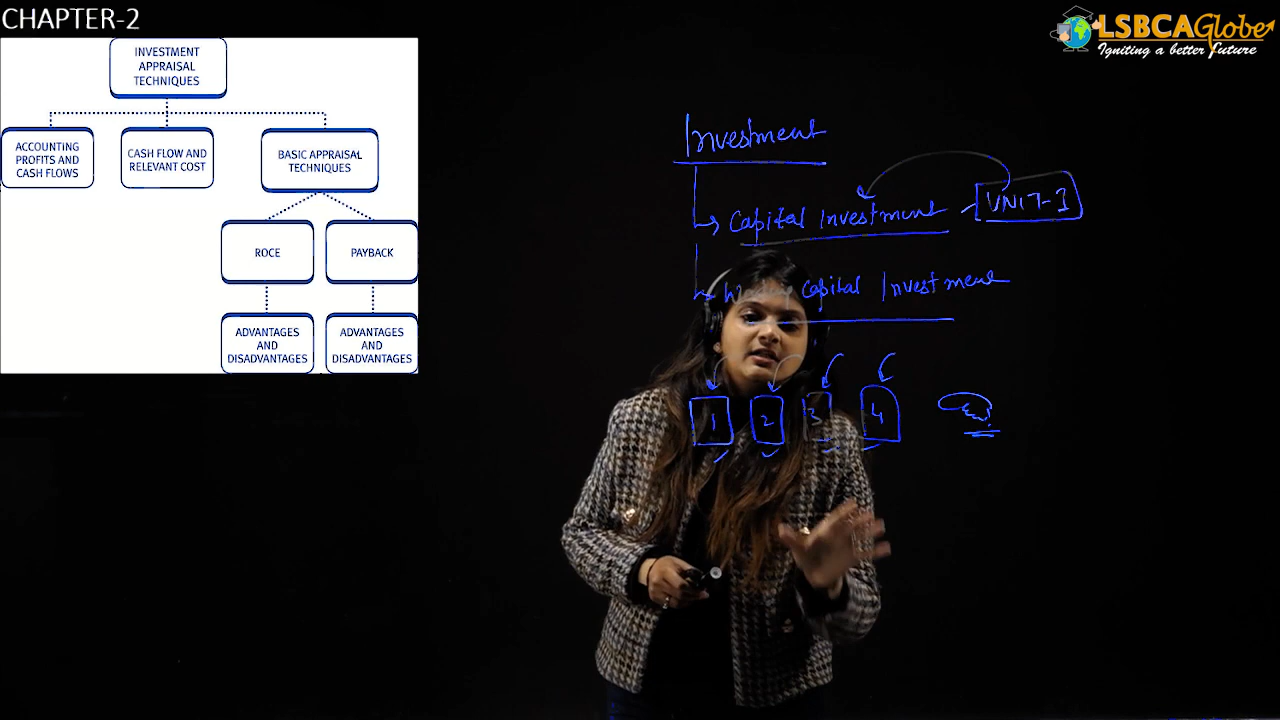 CHAPTER-2
LSBCAGlobe
Igniting a better future
INVESTMENT
APPRAISAL
TECHNIQUES
ACCOUNTING
PROFITS AND
CASH FLOWS
CASH FLOW AND
RELEVANT COST
BASIC APPRAISAL
TECHNIQUES
ROCE
PAYBACK
ADVANTAGES
AND
DISADVANTAGES
ADVANTAGES
AND
DISADVANTAGES
Investment
Capital Investment - UNIT-1
Working Capital Investment
1 2 3 4